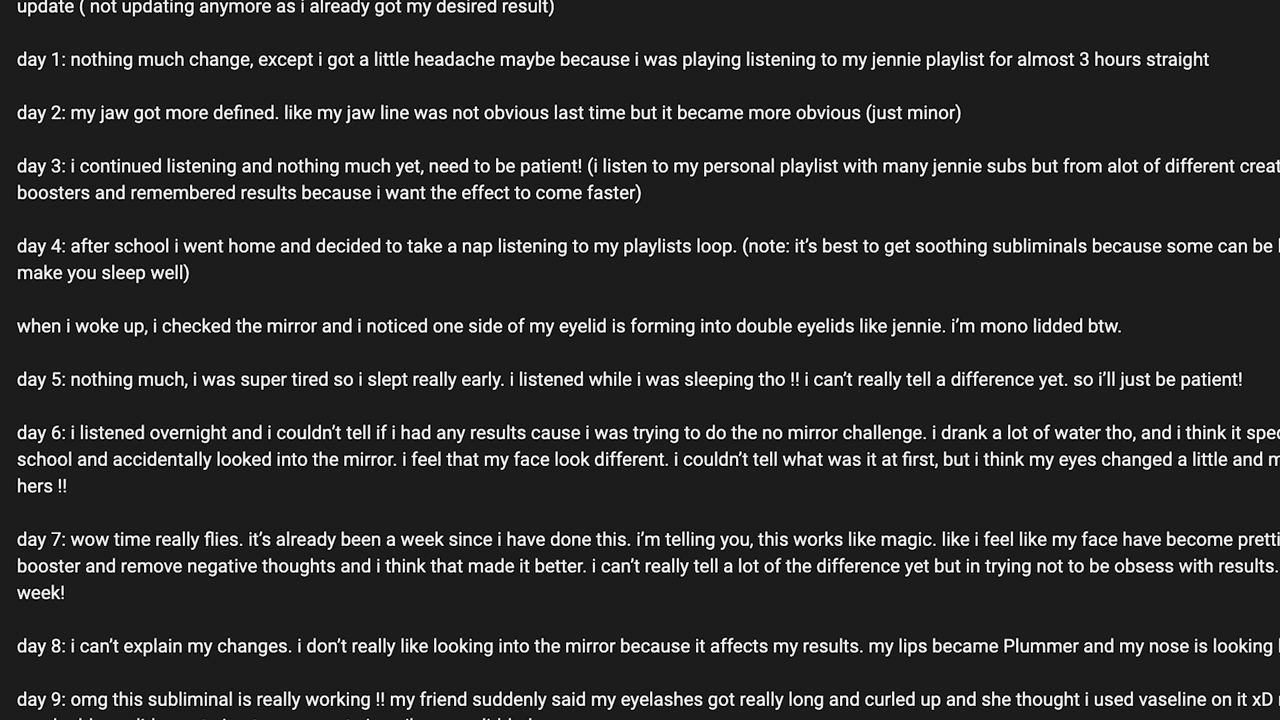 update ( not updating anymore as i already got my desired result)
day 1: nothing much change, except i got a little headache maybe because i was playing listening to my jennie playlist for almost 3 hours straight
day 2: my jaw got more defined. like my jaw line was not obvious last time but it became more obvious (just minor)
day 3: i continued listening and nothing much yet, need to be patient! (i listen to my personal playlist with many jennie subs but from alot of different
boosters and remembered results because i want the effect to come faster)
day 4: after school i went home and decided to take a nap listening to my playlists loop. (note: it’s best to get soothing subliminals because some can be
make you sleep well)
when i woke up, i checked the mirror and i noticed one side of my eyelid is forming into double eyelids like jennie. i’m mono lidded btw.
day 5: nothing much, i was super tired so i slept really early. i listened while i was sleeping tho !! i can’t really tell a difference yet. so i’ll just be patient!
day 6: i listened overnight and i couldn’t tell if i had any results cause i was trying to do the no mirror challenge. i drank a lot of water tho, and i think it
school and accidentally looked into the mirror. i feel that my face look different. i couldn’t tell what was it at first, but i think my eyes changed a little and
hers !!
day 7: wow time really flies. it’s already been a week since i have done this. i’m telling you, this works like magic. like i feel like my face have become
booster and remove negative thoughts and i think that made it better. i can’t really tell a lot of the difference yet but in trying not to be obsess with results.
week!
day 8: i can’t explain my changes. i don’t really like looking into the mirror because it affects my results. my lips became Plummer and my nose is looking
day 9: omg this subliminal is really working !! my friend suddenly said my eyelashes got really long and curled up and she thought i used vaseline on it xD